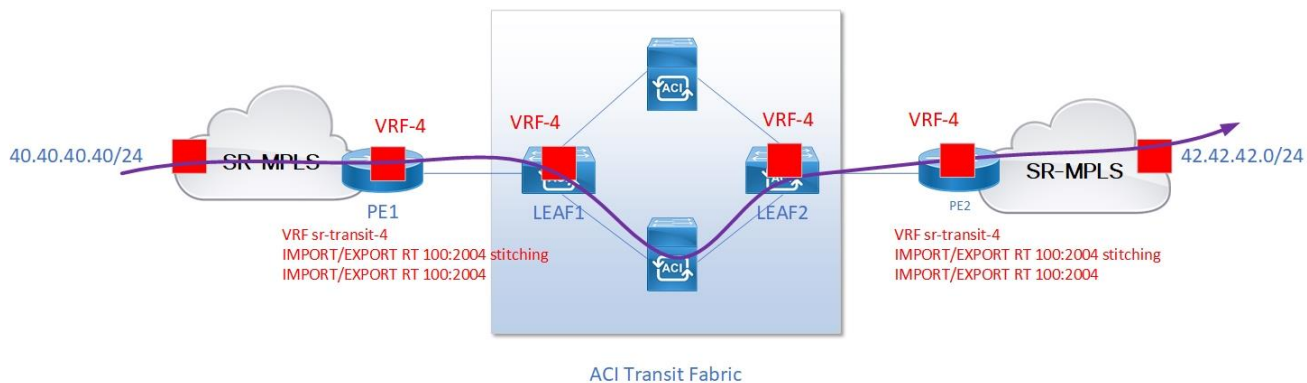 VRF-4
VRF-4
VRF-4
VRF-4
40.40.40.40/24
SR-MPLS
ACI
ACI
ACI
ACI
SR-MPLS
42.42.42.0/24
PE1
LEAF1
LEAF2
PE2
VRF sr-transit-4
IMPORT/EXPORT RT 100:2004 stitching
IMPORT/EXPORT RT 100:2004
VRF sr-transit-4
IMPORT/EXPORT RT 100:2004 stitching
IMPORT/EXPORT RT 100:2004
ACI Transit Fabric